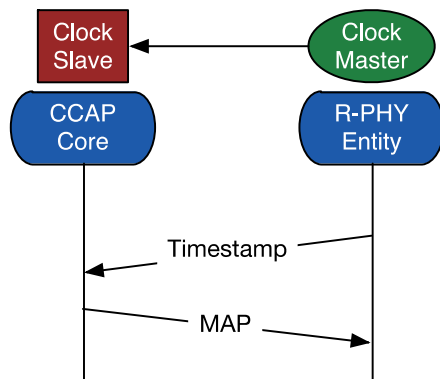 Clock
Slave
Clock
Master
CCAP
Core
R-PHY
Entity
Timestamp
MAP